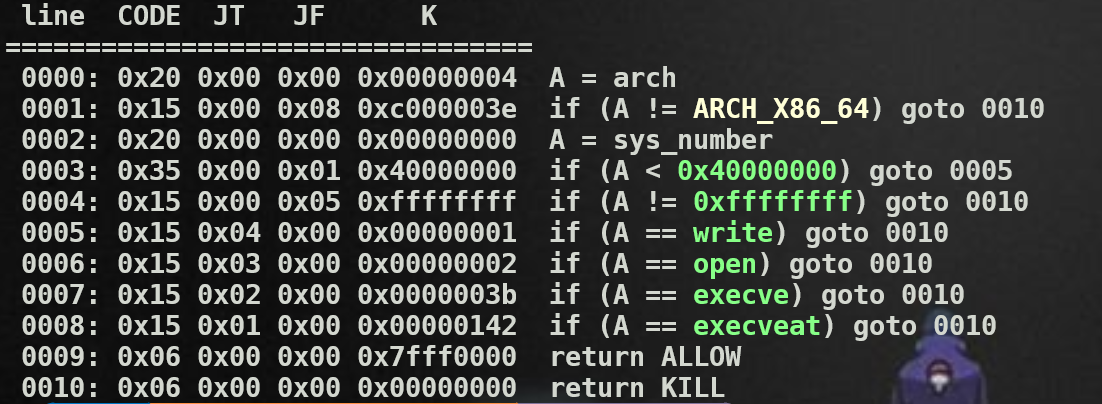 line  CODE  JT   JF      K
=================================
0000: 0x20 0x00 0x00 0x00000004  A = arch
0001: 0x15 0x00 0x08 0xc000003e  if (A != ARCH_X86_64) goto 0010
0002: 0x20 0x00 0x00 0x00000000  A = sys_number
0003: 0x35 0x00 0x01 0x40000000  if (A < 0x40000000) goto 0005
0004: 0x15 0x00 0x05 0xffffffff  if (A != 0xffffffff) goto 0010
0005: 0x15 0x04 0x00 0x00000001  if (A == write) goto 0010
0006: 0x15 0x03 0x00 0x00000002  if (A == open) goto 0010
0007: 0x15 0x02 0x00 0x0000003b  if (A == execve) goto 0010
0008: 0x15 0x01 0x00 0x00000142  if (A == execveat) goto 0010
0009: 0x06 0x00 0x00 0x7fff0000  return ALLOW
0010: 0x06 0x00 0x00 0x00000000  return KILL